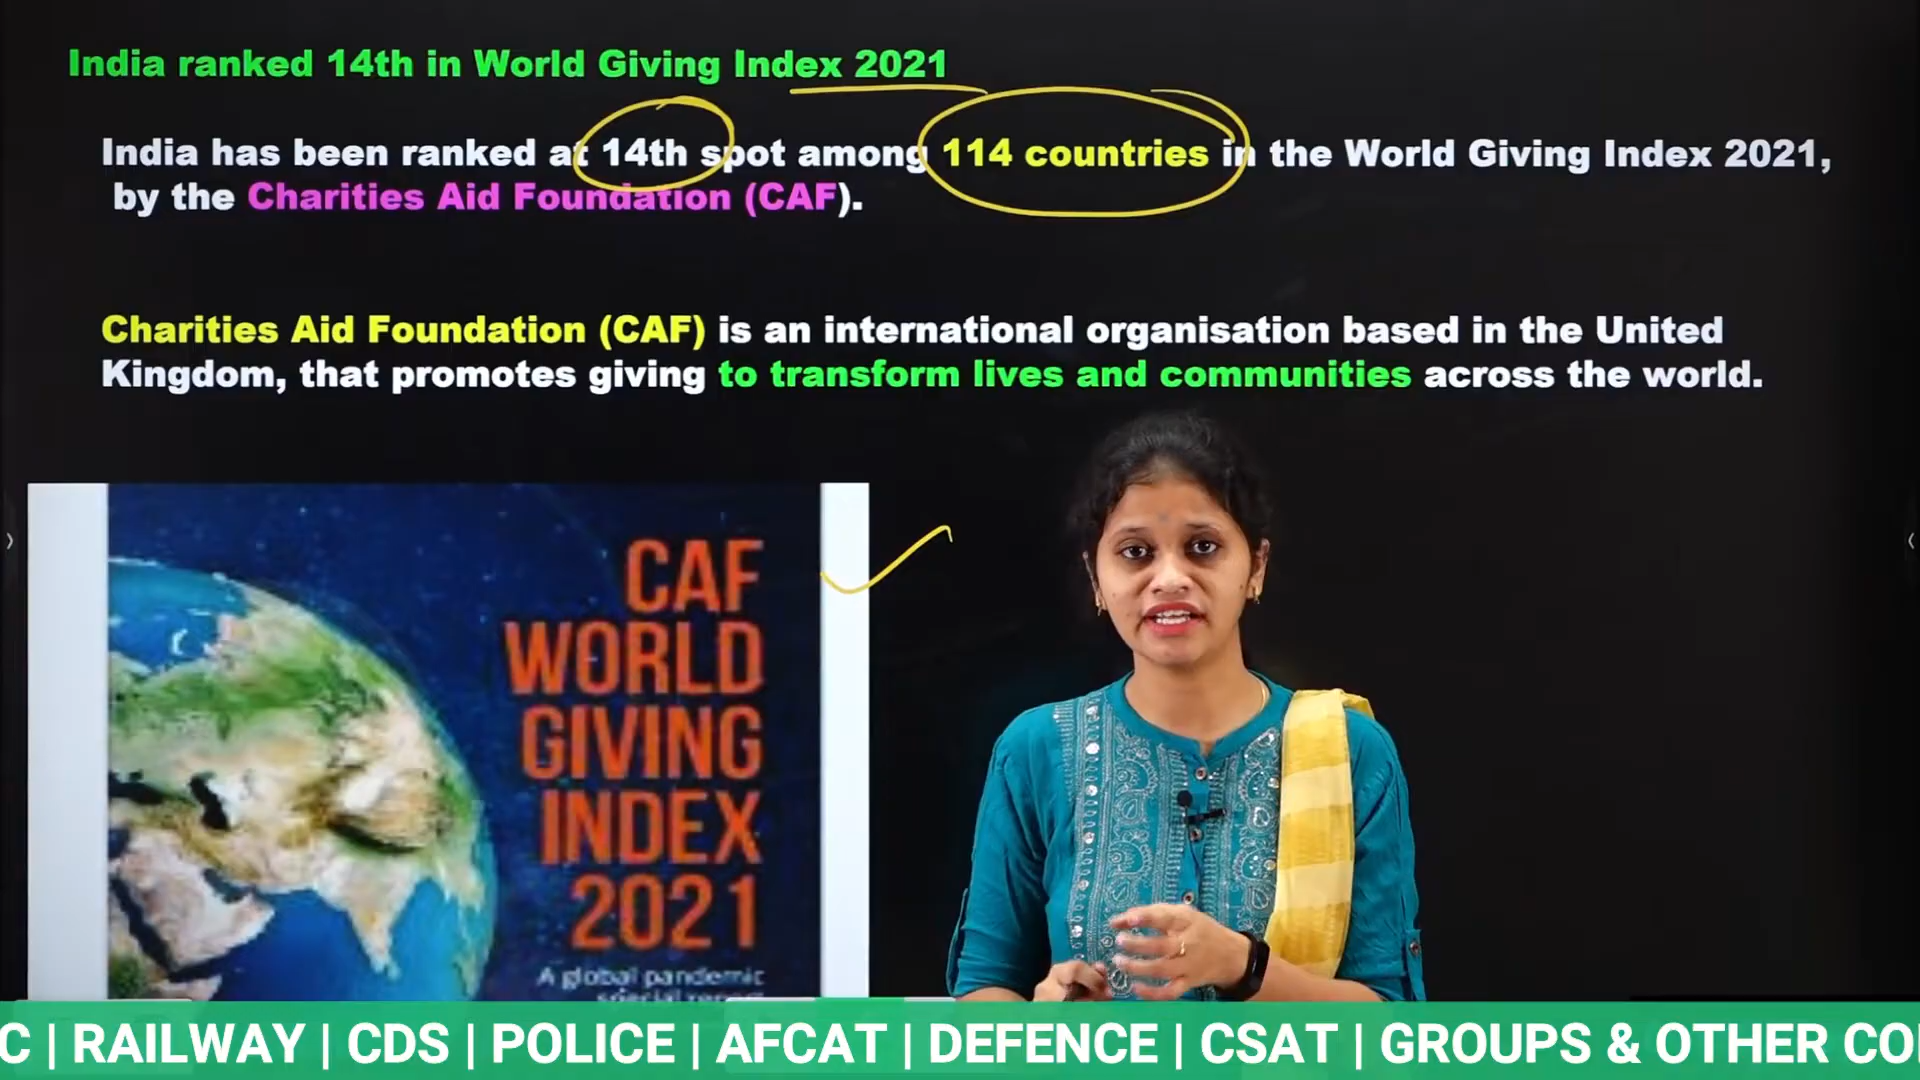 India ranked 14th in World Giving Index 2021
India has been ranked at 14th spot among 114 countries in the World Giving Index 2021,
by the Charities Aid Foundation (CAF).
Charities Aid Foundation (CAF) is an international organisation based in the United
Kingdom, that promotes giving to transform lives and communities across the world.
CAF
WORLD
GIVING
INDEX
2021
A global pandemic
special report
C | RAILWAY | CDS | POLICE | AFCAT | DEFENCE | CSAT | GROUPS & OTHER CO